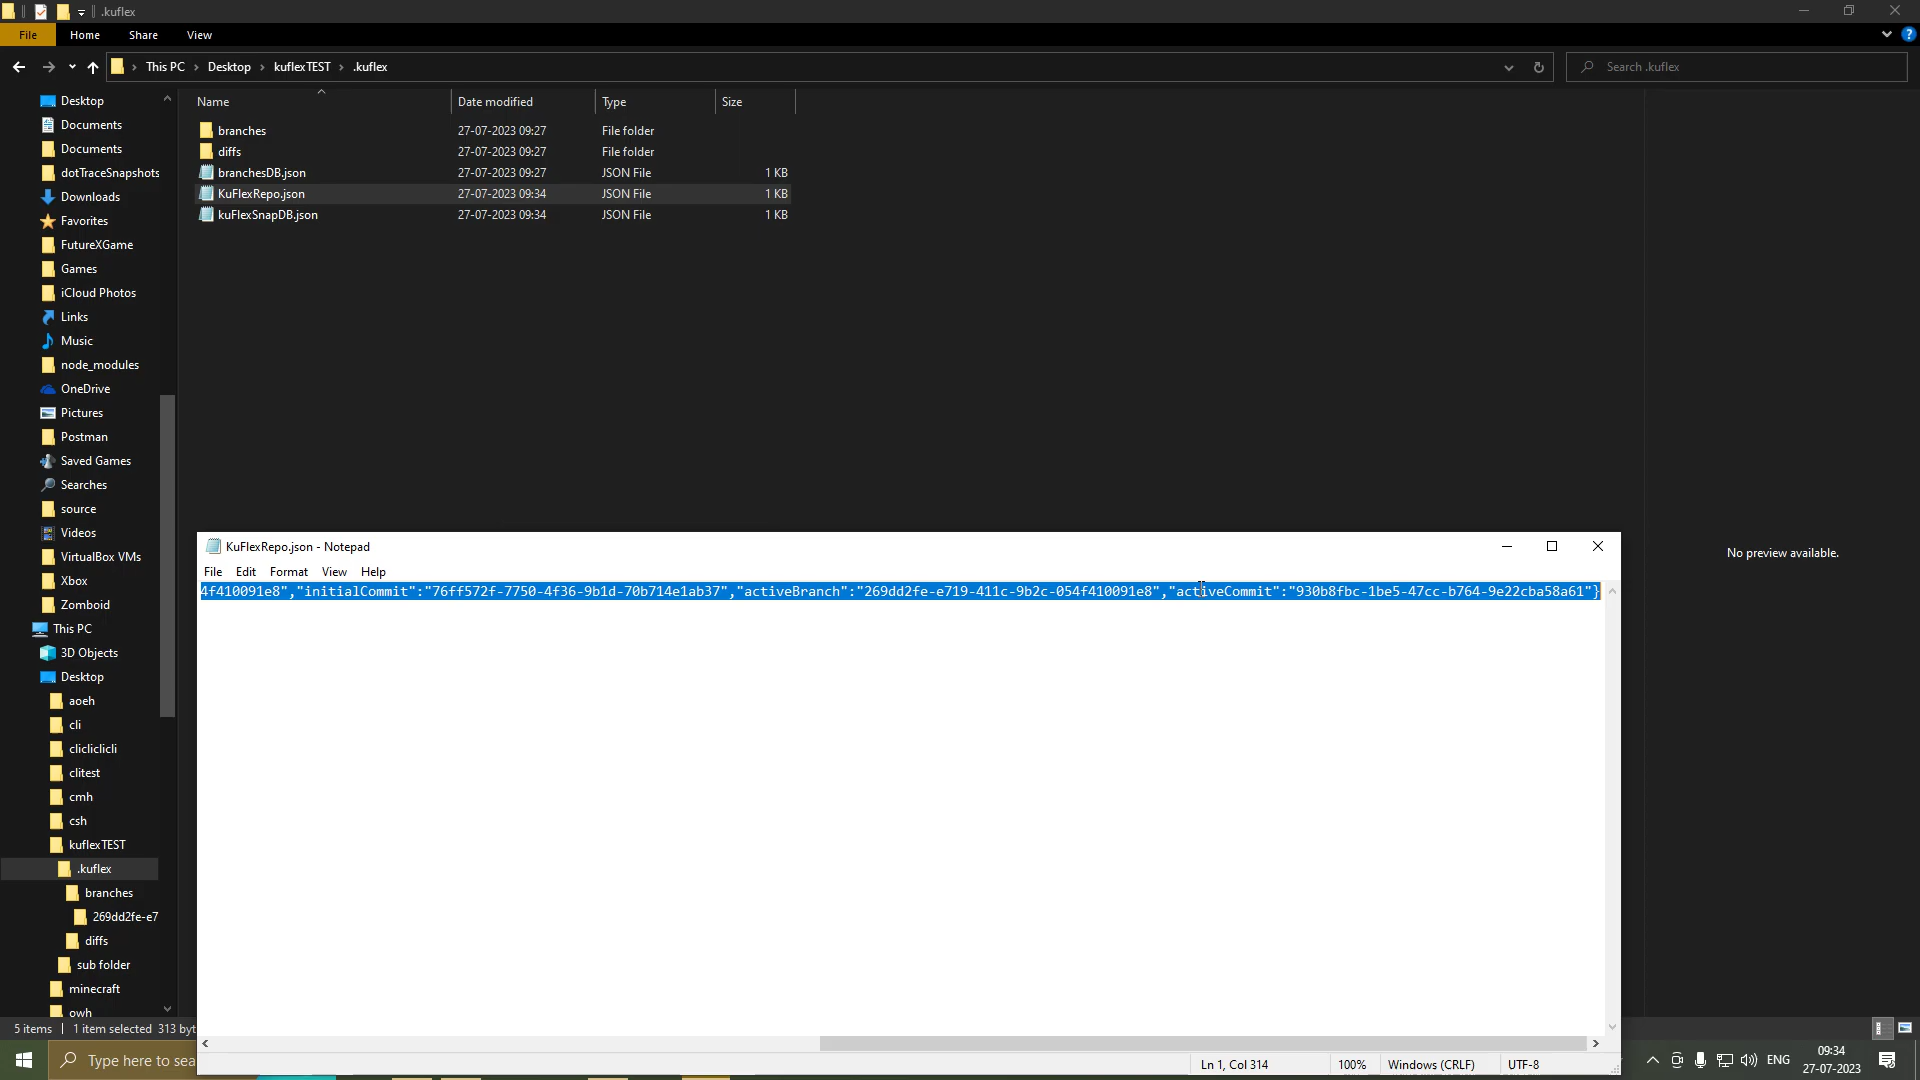 .kuflex
File
Home
Share
View
This PC
Desktop
kuflexTEST
.kuflex
Search .kuflex
Name
Date modified
Type
Size
branches
27-07-2023 09:27
File folder
diffs
27-07-2023 09:27
File folder
branchesDB.json
27-07-2023 09:27
JSON File
1 KB
KuFlexRepo.json
27-07-2023 09:34
JSON File
1 KB
kuFlexSnapDB.json
27-07-2023 09:34
JSON File
1 KB
Desktop
Documents
Documents
dotTraceSnapshots
Downloads
Favorites
FutureXGame
Games
iCloud Photos
Links
Music
node_modules
OneDrive
Pictures
Postman
Saved Games
Searches
source
Videos
VirtualBox VMs
Xbox
Zomboid
This PC
3D Objects
Desktop
aoeh
cli
clicliclicli
clitest
cmh
csh
kuflexTEST
.kuflex
branches
269dd2fe-e7
diffs
sub folder
minecraft
owh
No preview available.
KuFlexRepo.json - Notepad
File
Edit
Format
View
Help
4f410091e8","initialCommit":"76ff572f-7750-4f36-9b1d-70b714e1ab37","activeBranch":"269dd2fe-e719-411c-9b2c-054f410091e8","activeCommit":"930b8fbc-1be5-47cc-b764-9e22cba58a61"}
Ln 1, Col 314
100%
Windows (CRLF)
UTF-8
5 items
1 item selected
313 byt
Type here to sea
ENG
09:34
27-07-2023